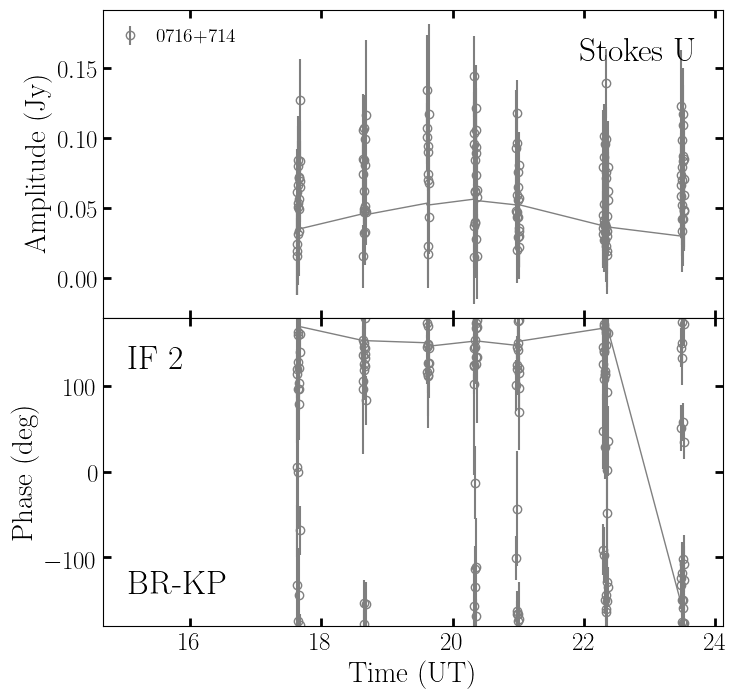 0716+714
Stokes U
0.15
0.10
0.05
0.00
Amplitude (Jy)
IF 2
100
0
−100
Phase (deg)
BR-KP
16 18 20 22 24
Time (UT)